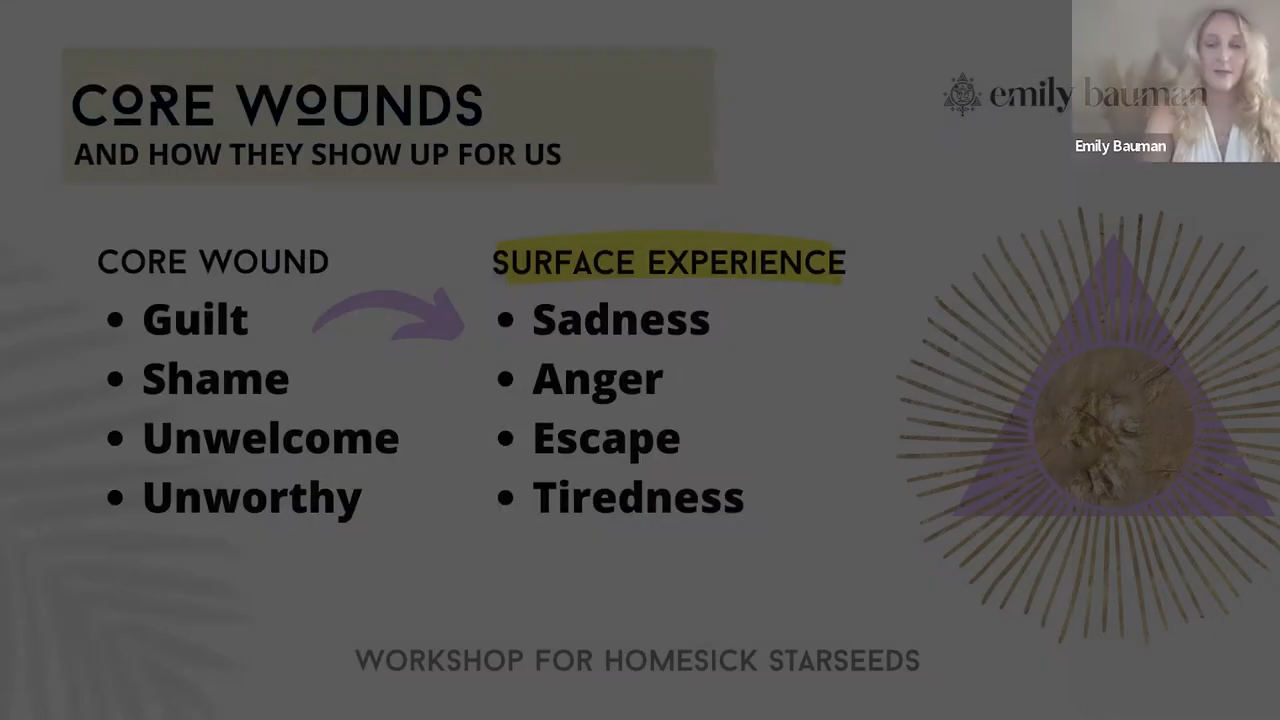 CORE WOUNDS
AND HOW THEY SHOW UP FOR US
emily bauman
Emily Bauman
CORE WOUND
• Guilt
• Shame
• Unwelcome
• Unworthy
SURFACE EXPERIENCE
• Sadness
• Anger
• Escape
• Tiredness
WORKSHOP FOR HOMESICK STARSEEDS